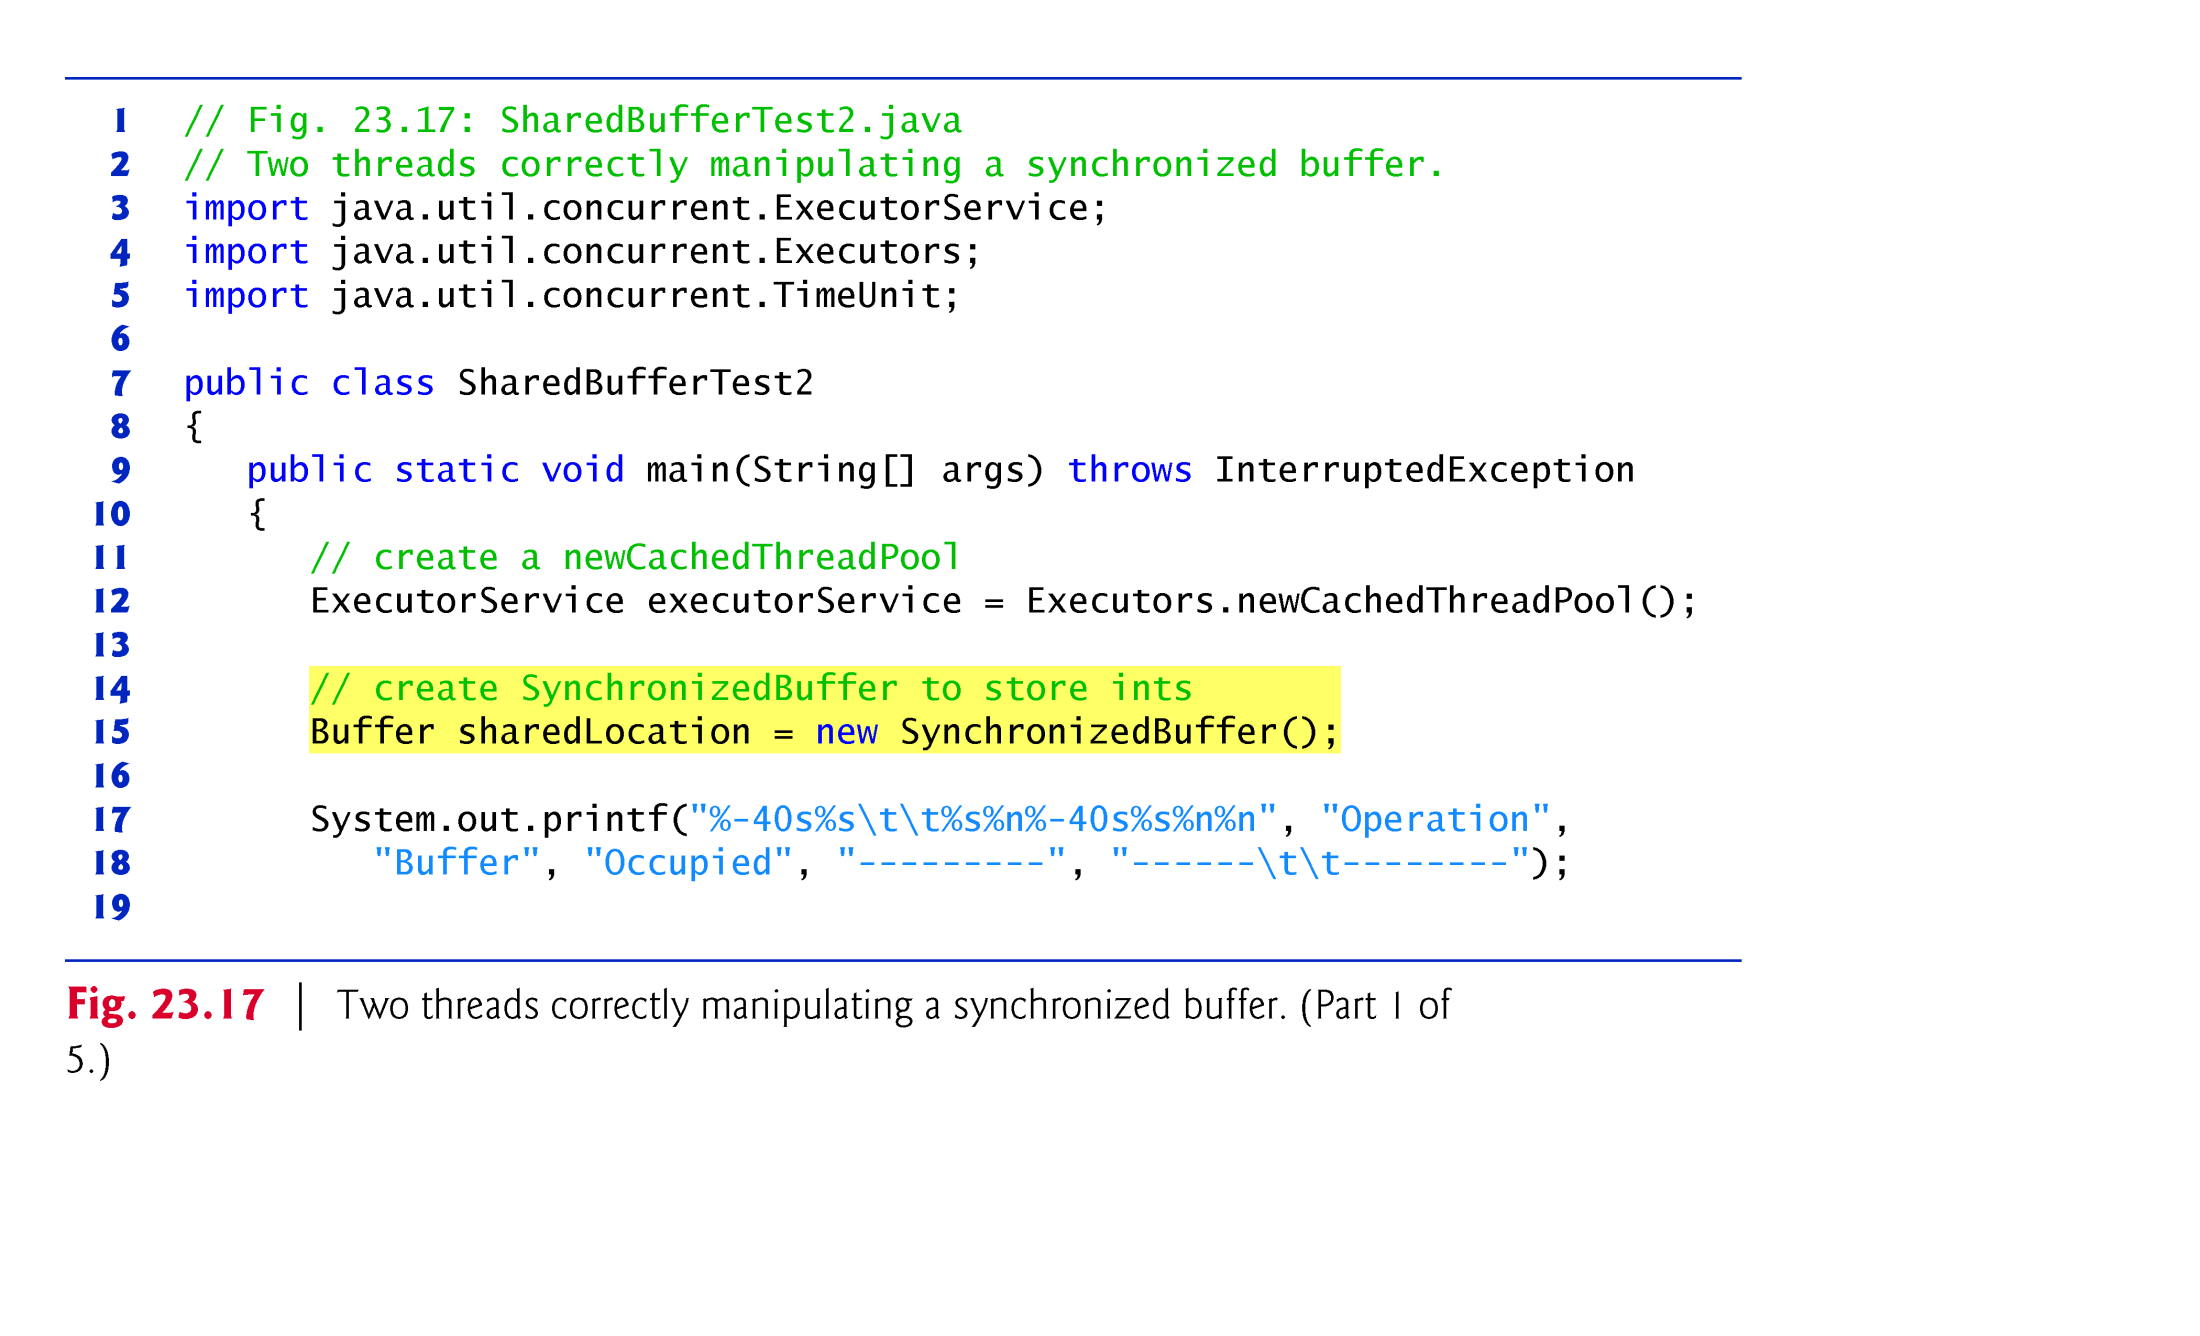 1 // Fig. 23.17: SharedBufferTest2.java
2 // Two threads correctly manipulating a synchronized buffer.
3 import java.util.concurrent.ExecutorService;
4 import java.util.concurrent.Executors;
5 import java.util.concurrent.TimeUnit;
6
7 public class SharedBufferTest2
8 {
9    public static void main(String[] args) throws InterruptedException
10    {
11       // create a newCachedThreadPool
12       ExecutorService executorService = Executors.newCachedThreadPool();
13
14       // create SynchronizedBuffer to store ints
15       Buffer sharedLocation = new SynchronizedBuffer();
16
17       System.out.printf("%-40s%s\t\t%s%n%-40s%s%n%n", "Operation",
18          "Buffer", "Occupied", "---------", "------\t\t--------");
19
Fig. 23.17 | Two threads correctly manipulating a synchronized buffer. (Part 1 of
5.)